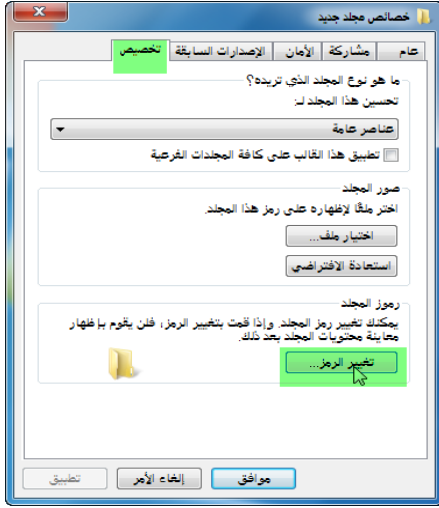 خصائص مجلد جديد
عام
مشاركة
الأمان
الإصدارات السابقة
تخصيص
ما هو نوع المجلد الذي تريده؟
تحسين هذا المجلد لـ:
عناصر عامة
تطبيق هذا القالب على كافة المجلدات الفرعية
صور المجلد
اختر ملفًا لإظهاره على رمز هذا المجلد.
اختيار ملف...
استعادة الافتراضي
رموز المجلد
يمكنك تغيير رمز المجلد. وإذا قمت بتغيير الرمز، فلن يقوم بإظهار
معاينة محتويات المجلد بعد ذلك.
تغيير الرمز...
موافق
إلغاء الأمر
تطبيق